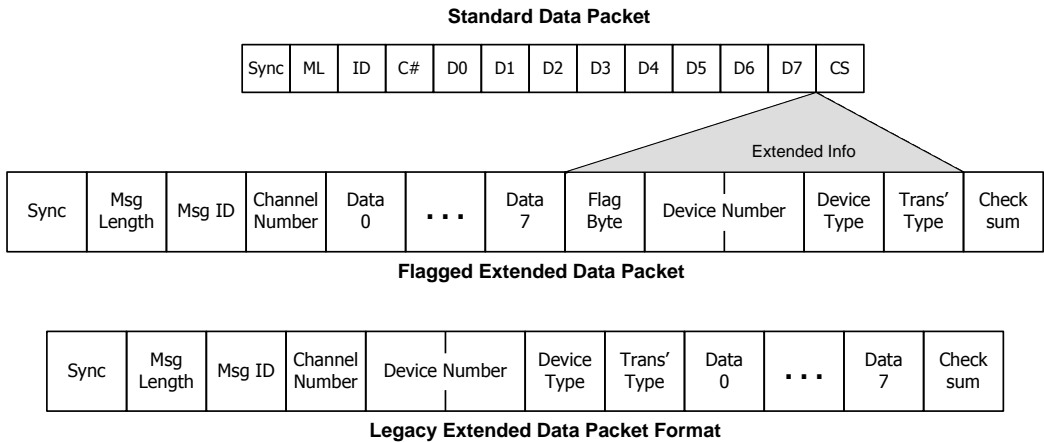 Standard Data Packet
Sync ML ID C# D0 D1 D2 D3 D4 D5 D6 D7 CS
Extended Info
Sync Msg Length Msg ID Channel Number Data 0 . . . Data 7 Flag Byte Device Number Device Type Trans' Type Check sum
Flagged Extended Data Packet
Sync Msg Length Msg ID Channel Number Device Number Device Type Trans' Type Data 0 . . . Data 7 Check sum
Legacy Extended Data Packet Format